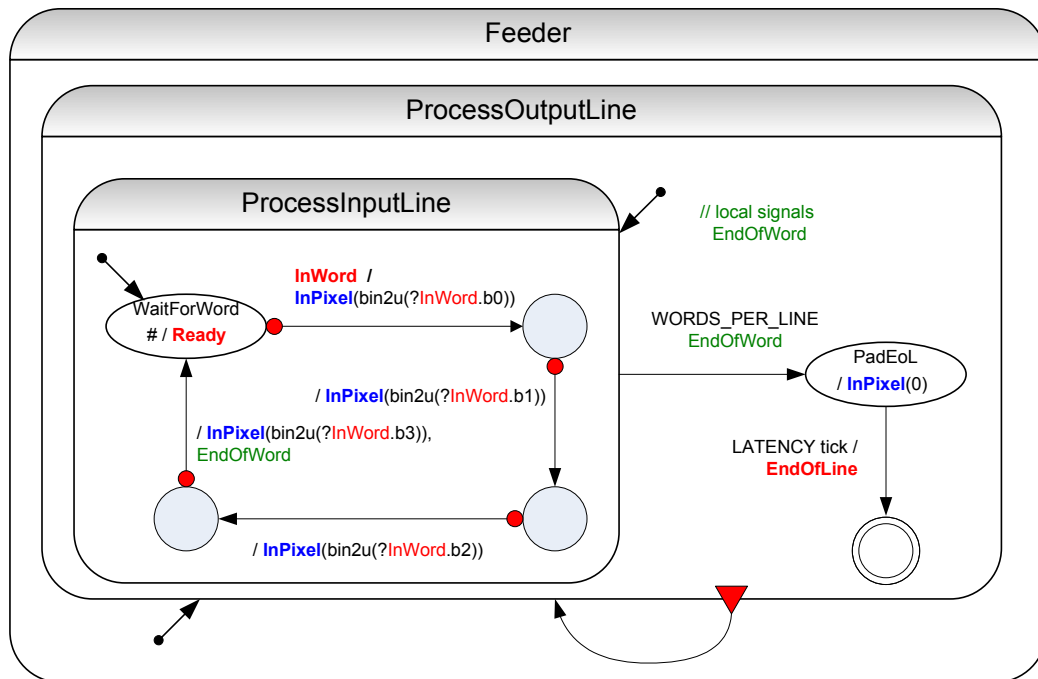 Feeder
ProcessOutputLine
ProcessInputLine
// local signals
EndOfWord
InWord /
InPixel(bin2u(?InWord.b0))
WaitForWord
# / Ready
WORDS_PER_LINE
EndOfWord
PadEoL
/ InPixel(0)
/ InPixel(bin2u(?InWord.b1))
/ InPixel(bin2u(?InWord.b3)),
EndOfWord
LATENCY tick /
EndOfLine
/ InPixel(bin2u(?InWord.b2))